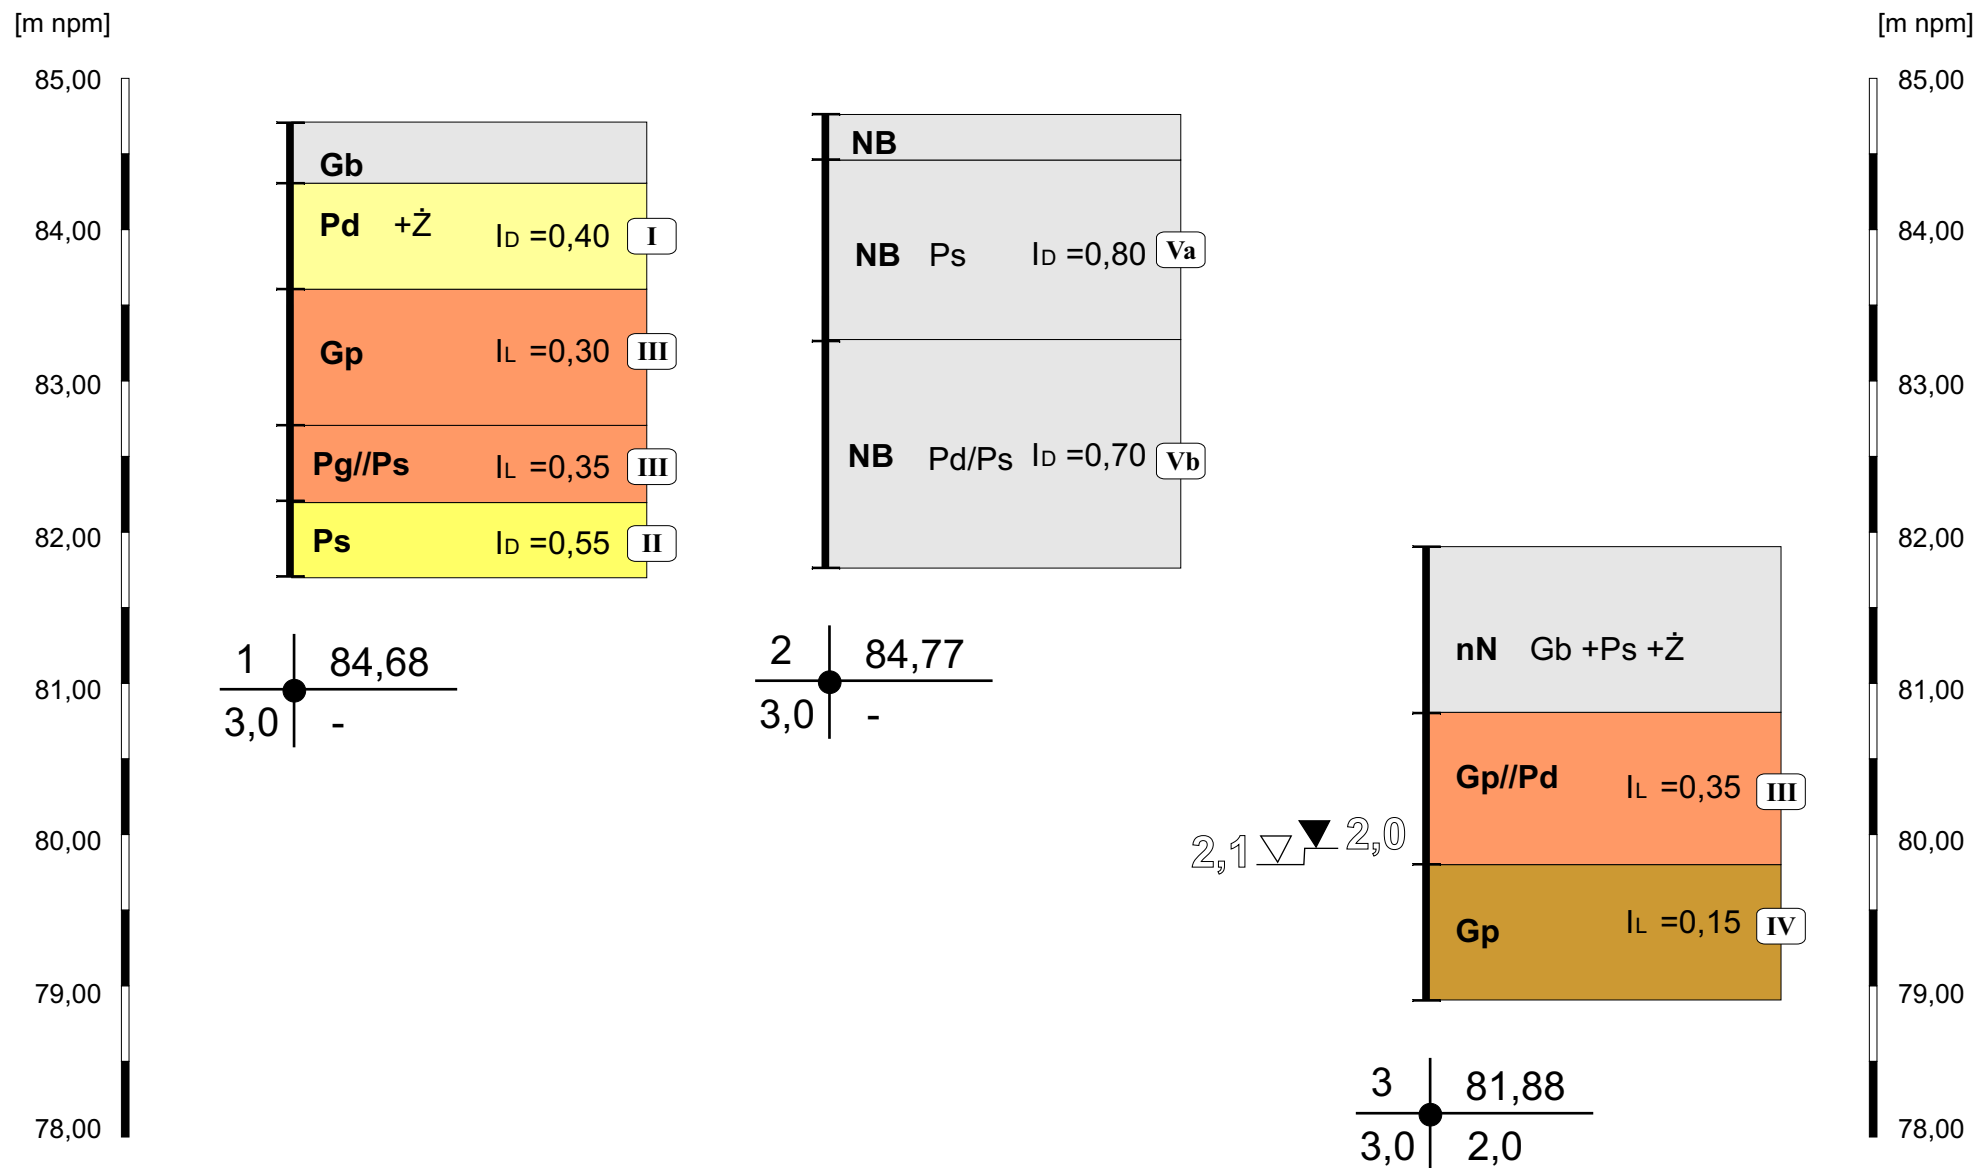 [m npm]
[m npm]
85,00
84,00
83,00
82,00
81,00
80,00
79,00
78,00
Gb
Pd +Ż ID =0,40 I
Gp IL =0,30 III
Pg//Ps IL =0,35 III
Ps ID =0,55 II
1 84,68
3,0 -
NB
NB Ps ID =0,80 Va
NB Pd/Ps ID =0,70 Vb
2 84,77
3,0 -
nN Gb +Ps +Ż
Gp//Pd IL =0,35 III
2,1 2,0
Gp IL =0,15 IV
3 81,88
3,0 2,0
85,00
84,00
83,00
82,00
81,00
80,00
79,00
78,00